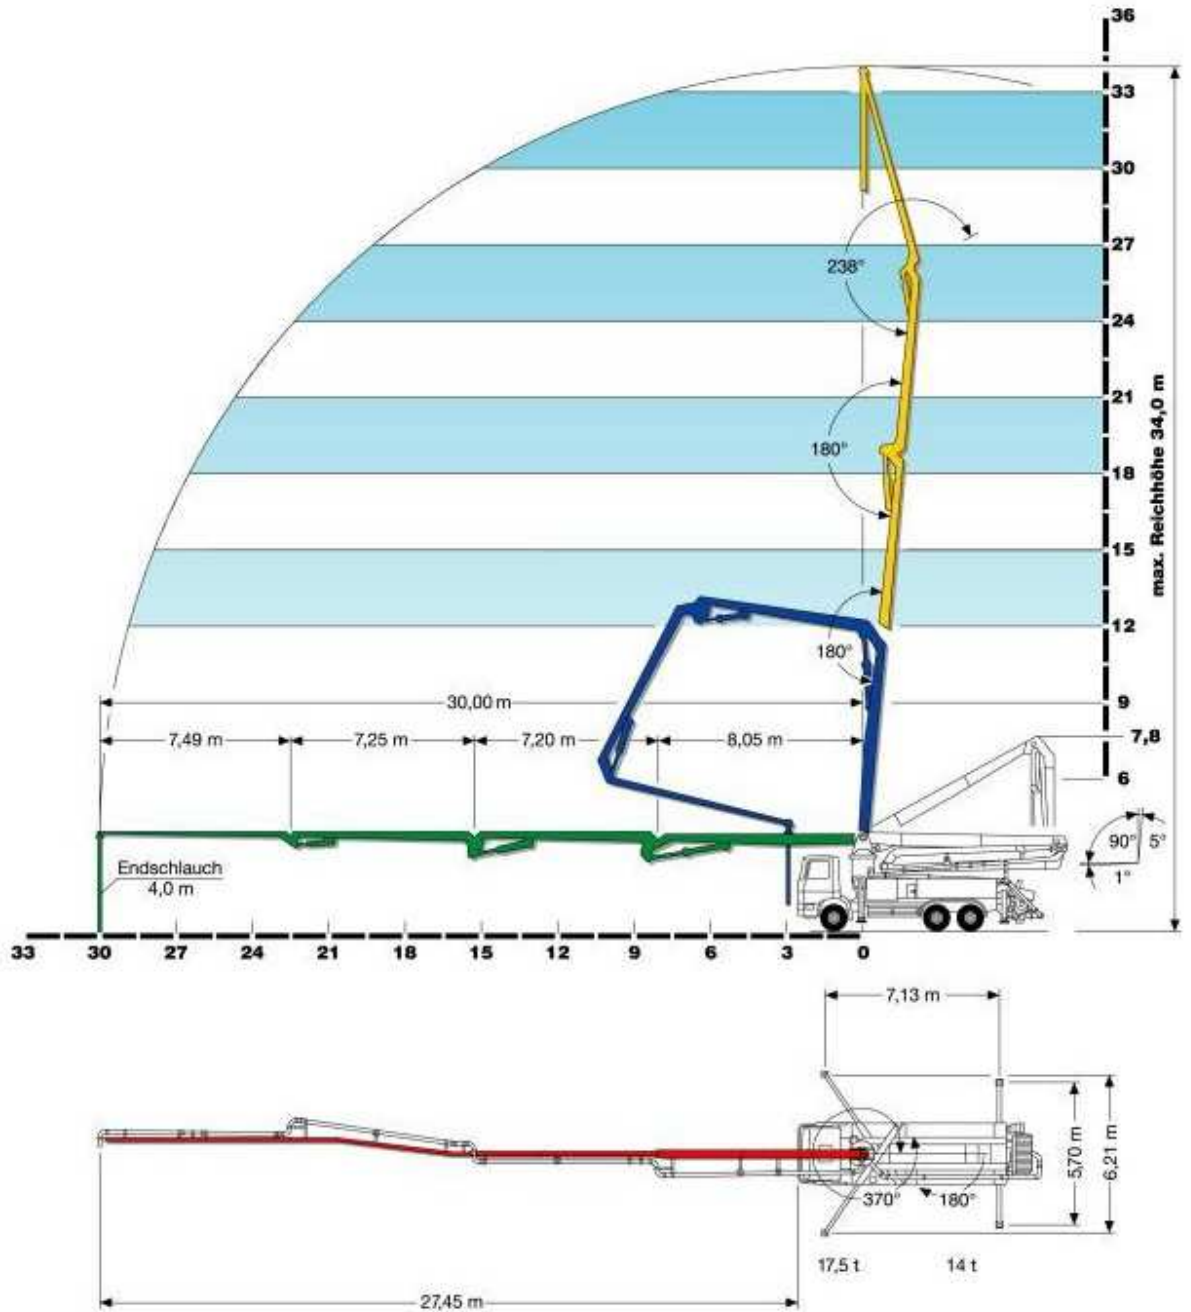 36
33
30
27
238°
24
21
180°
18
max. Reichhöhe 34,0 m
15
12
180°
30,00 m
9
7,49 m
7,25 m
7,20 m
8,05 m
7,8
6
90°
5°
1°
Endschlauch
4,0 m
33 30 27 24 21 18 15 12 9 6 3 0
7,13 m
5,70 m
6,21 m
370°
180°
17,5 t
14 t
27,45 m